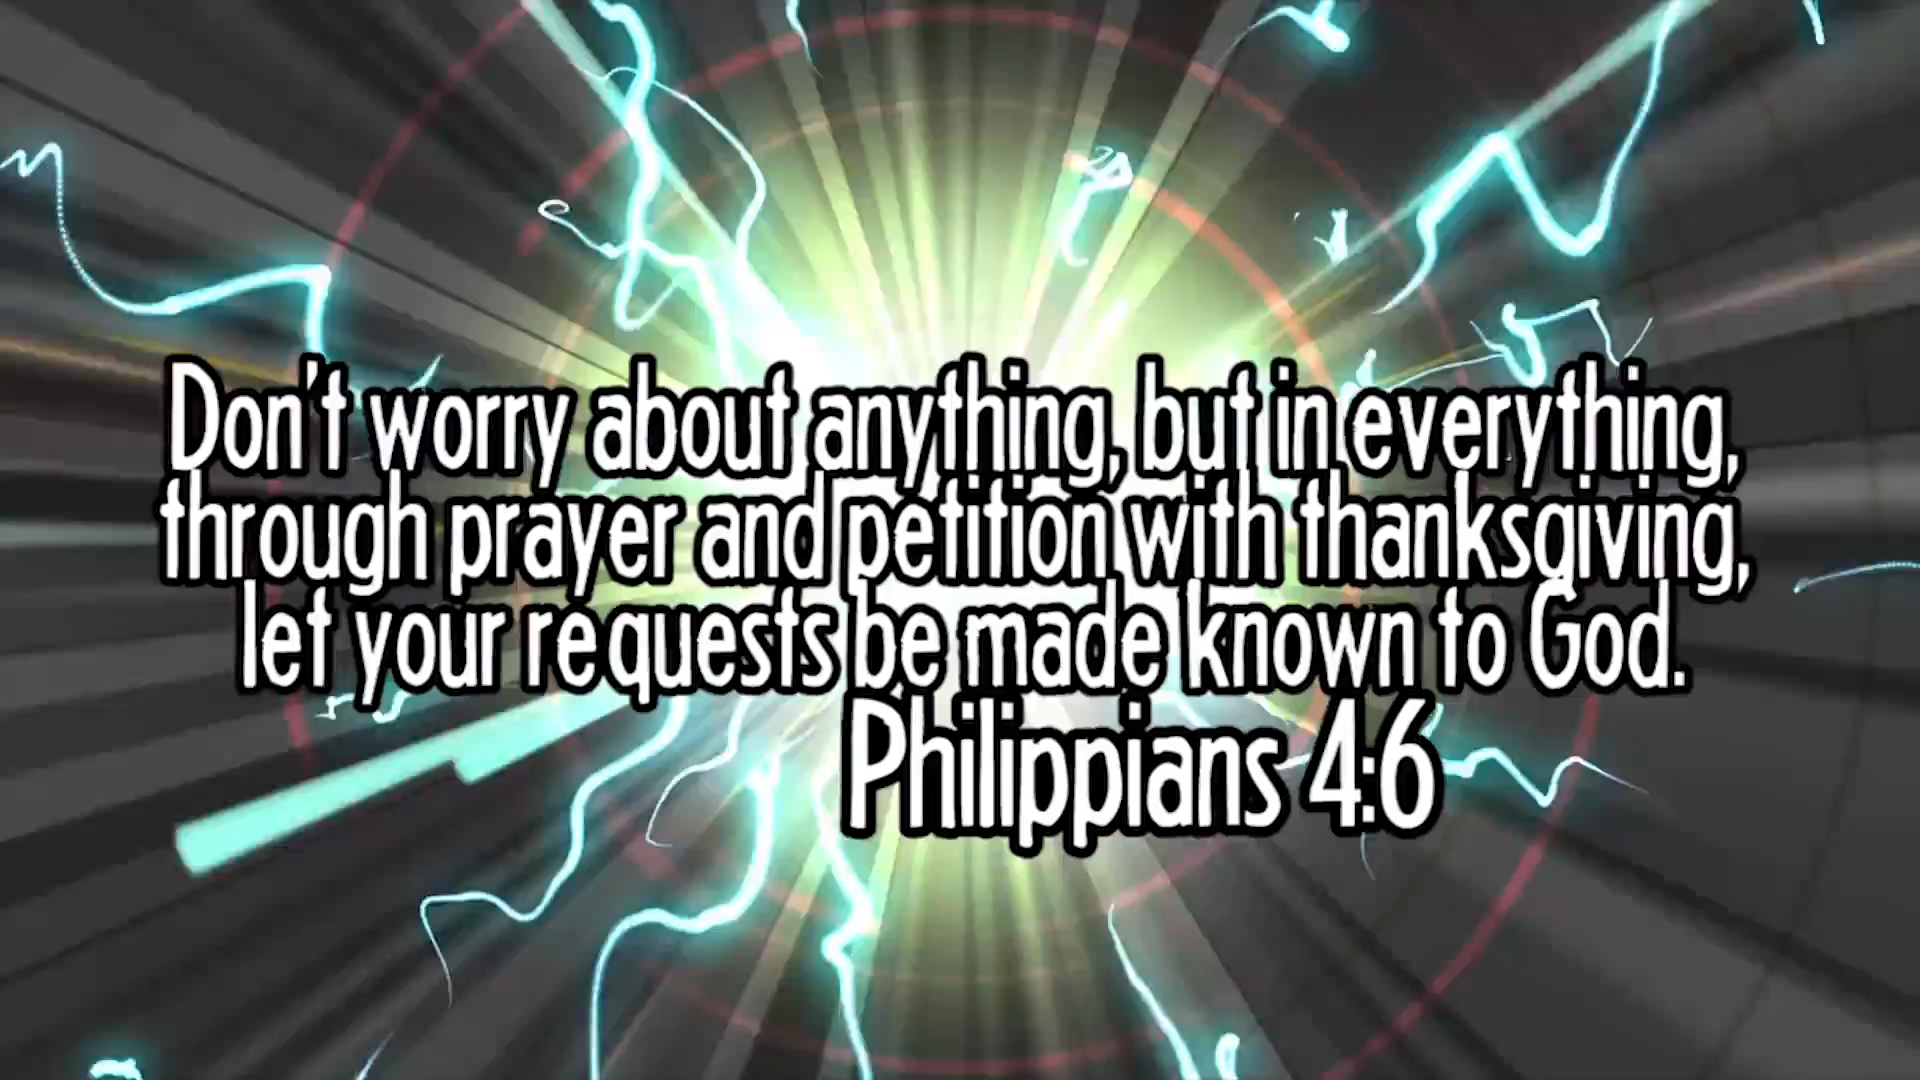 Don't worry about anything, but in everything,
through prayer and petition with thanksgiving,
let your requests be made known to God.
Philippians 4:6